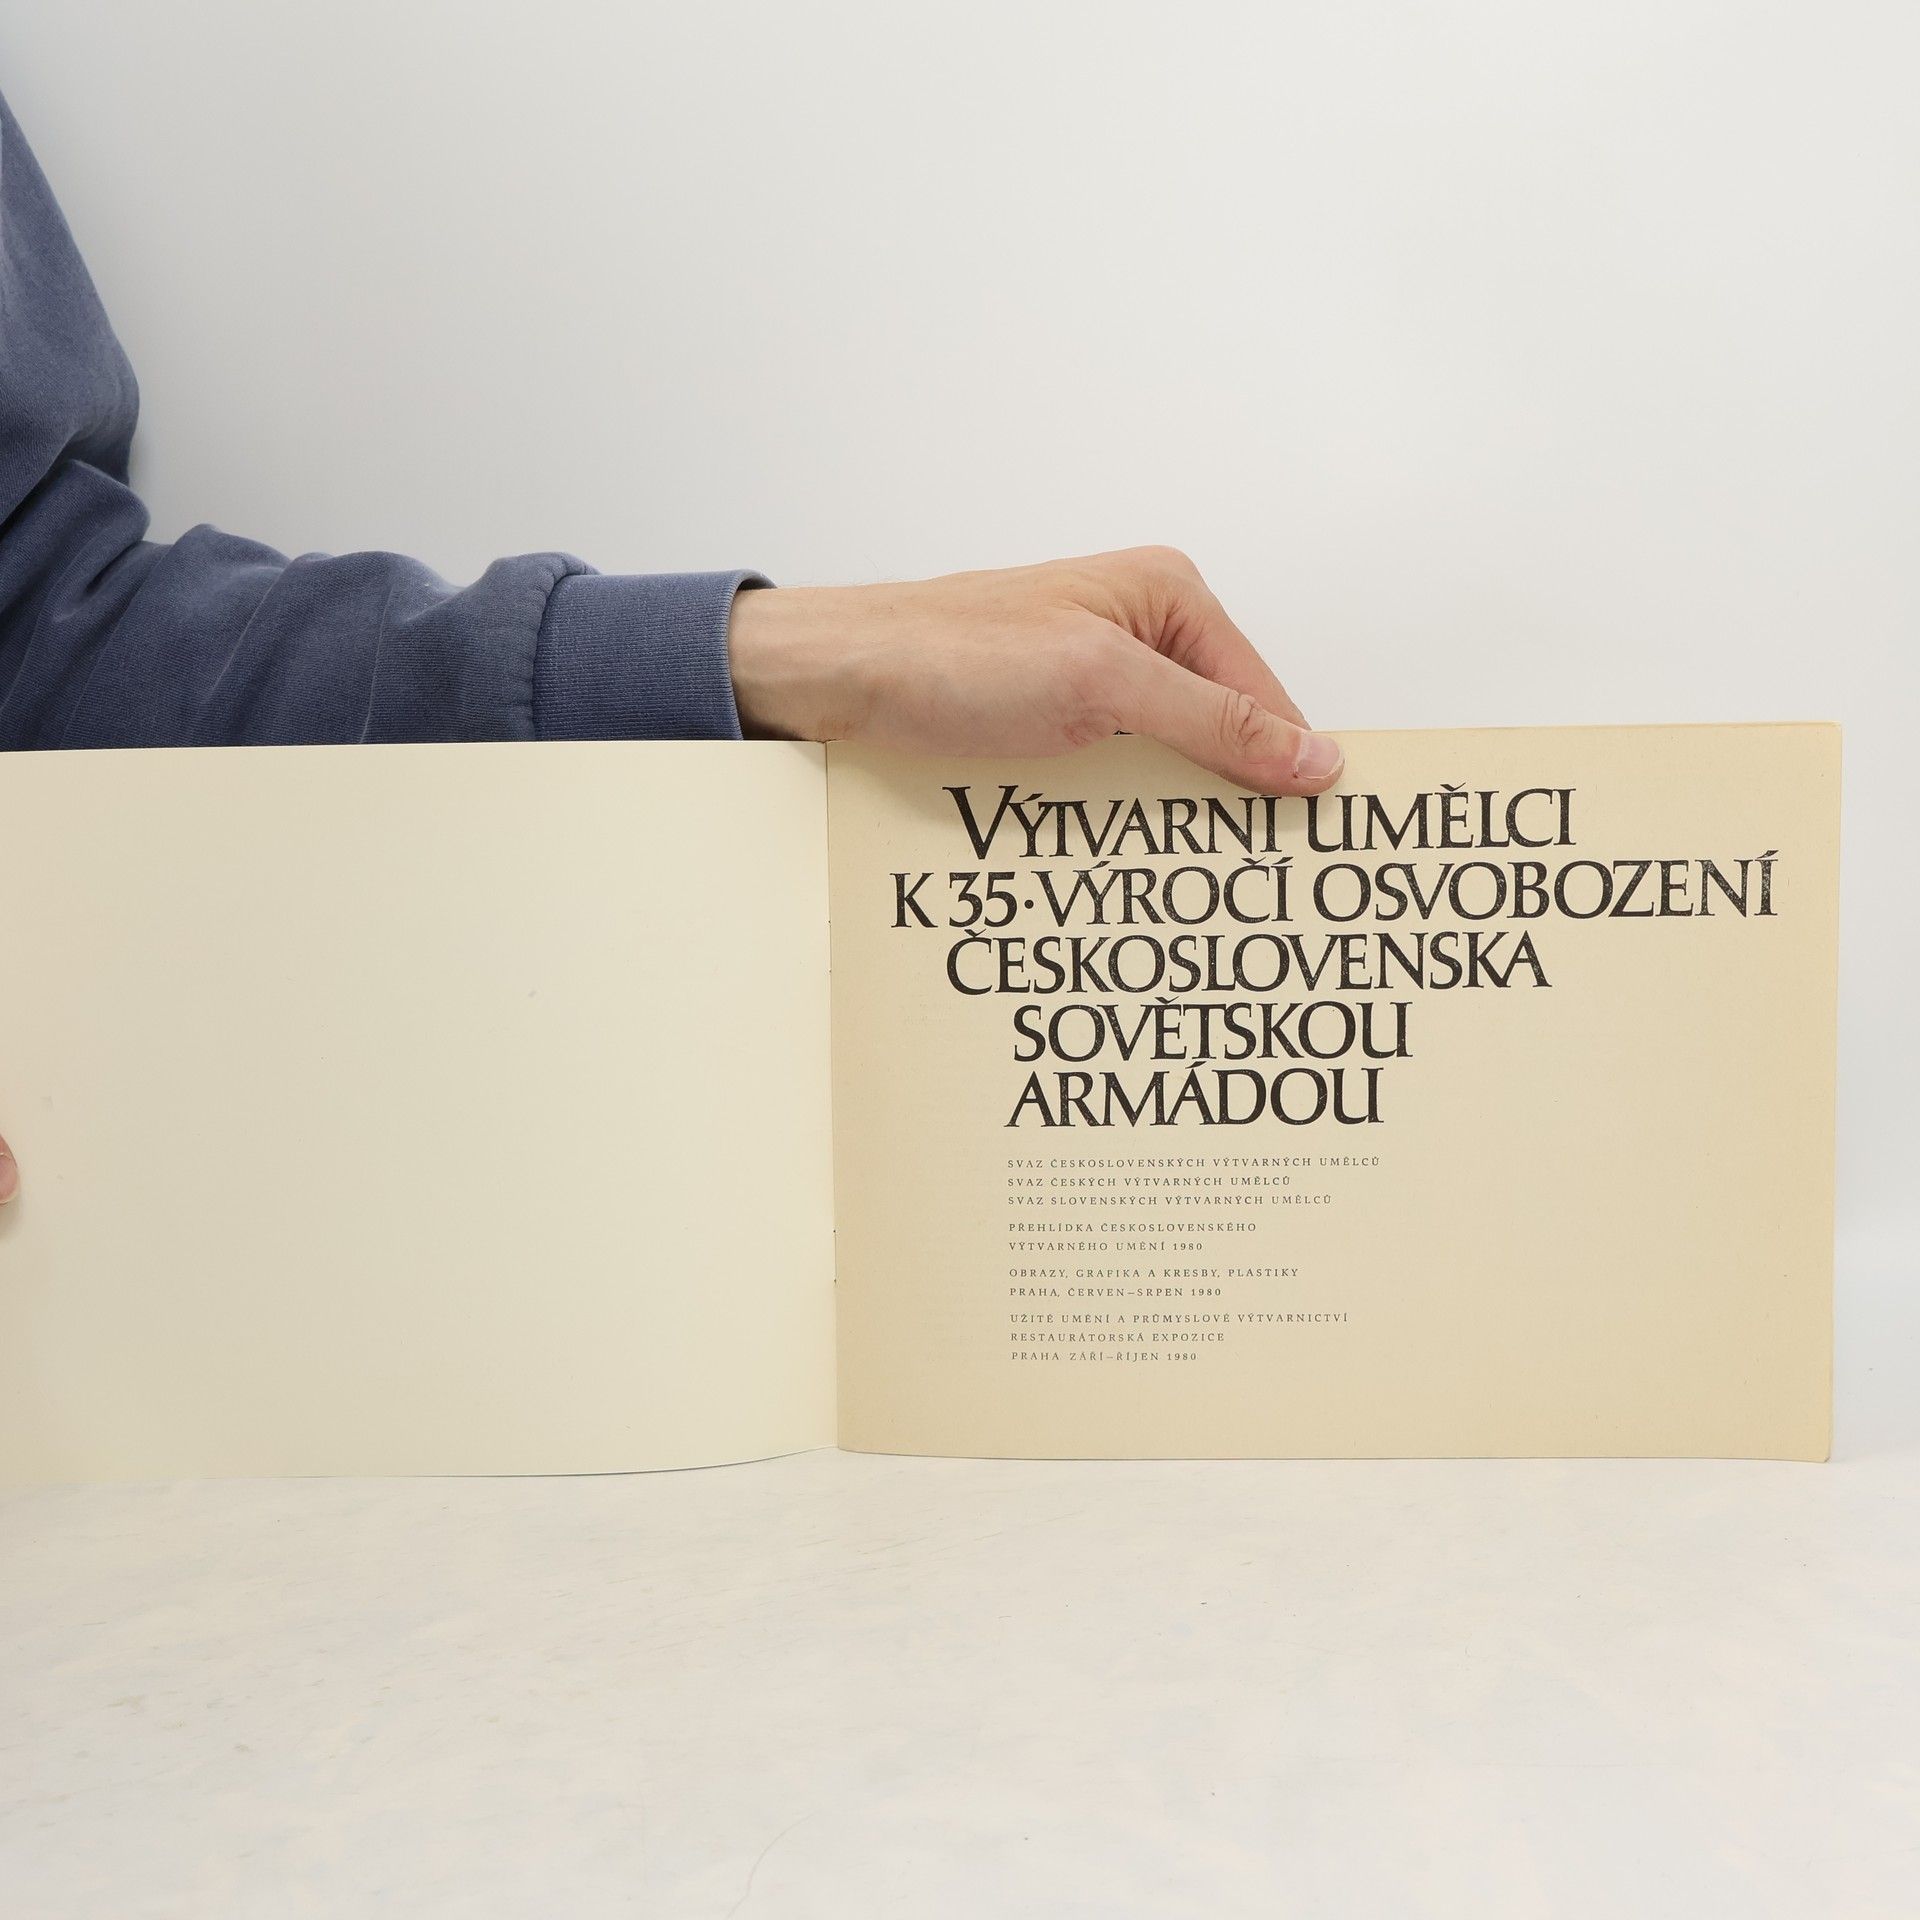 VÝTVARNÍ UMĚLCI
K 35. VÝROČÍ OSVOBOZENÍ
ČESKOSLOVENSKA
SOVĚTSKOU
ARMÁDOU
SVAZ ČESKOSLOVENSKÝCH VÝTVARNÝCH UMĚLCŮ
SVAZ ČESKÝCH VÝTVARNÝCH UMĚLCŮ
SVAZ SLOVENSKÝCH VÝTVARNÝCH UMĚLCŮ
PŘEHLÍDKA ČESKOSLOVENSKÉHO
VÝTVARNÉHO UMĚNÍ 1980
OBRAZY, GRAFIKA A KRESBY, PLASTIKY
PRAHA, ČERVEN–SRPEN 1980
UŽITÉ UMĚNÍ A PRŮMYSLOVÉ VÝTVARNICTVÍ
RESTAURÁTORSKÁ EXPOZICE
PRAHA ZÁŘÍ–ŘÍJEN 1980